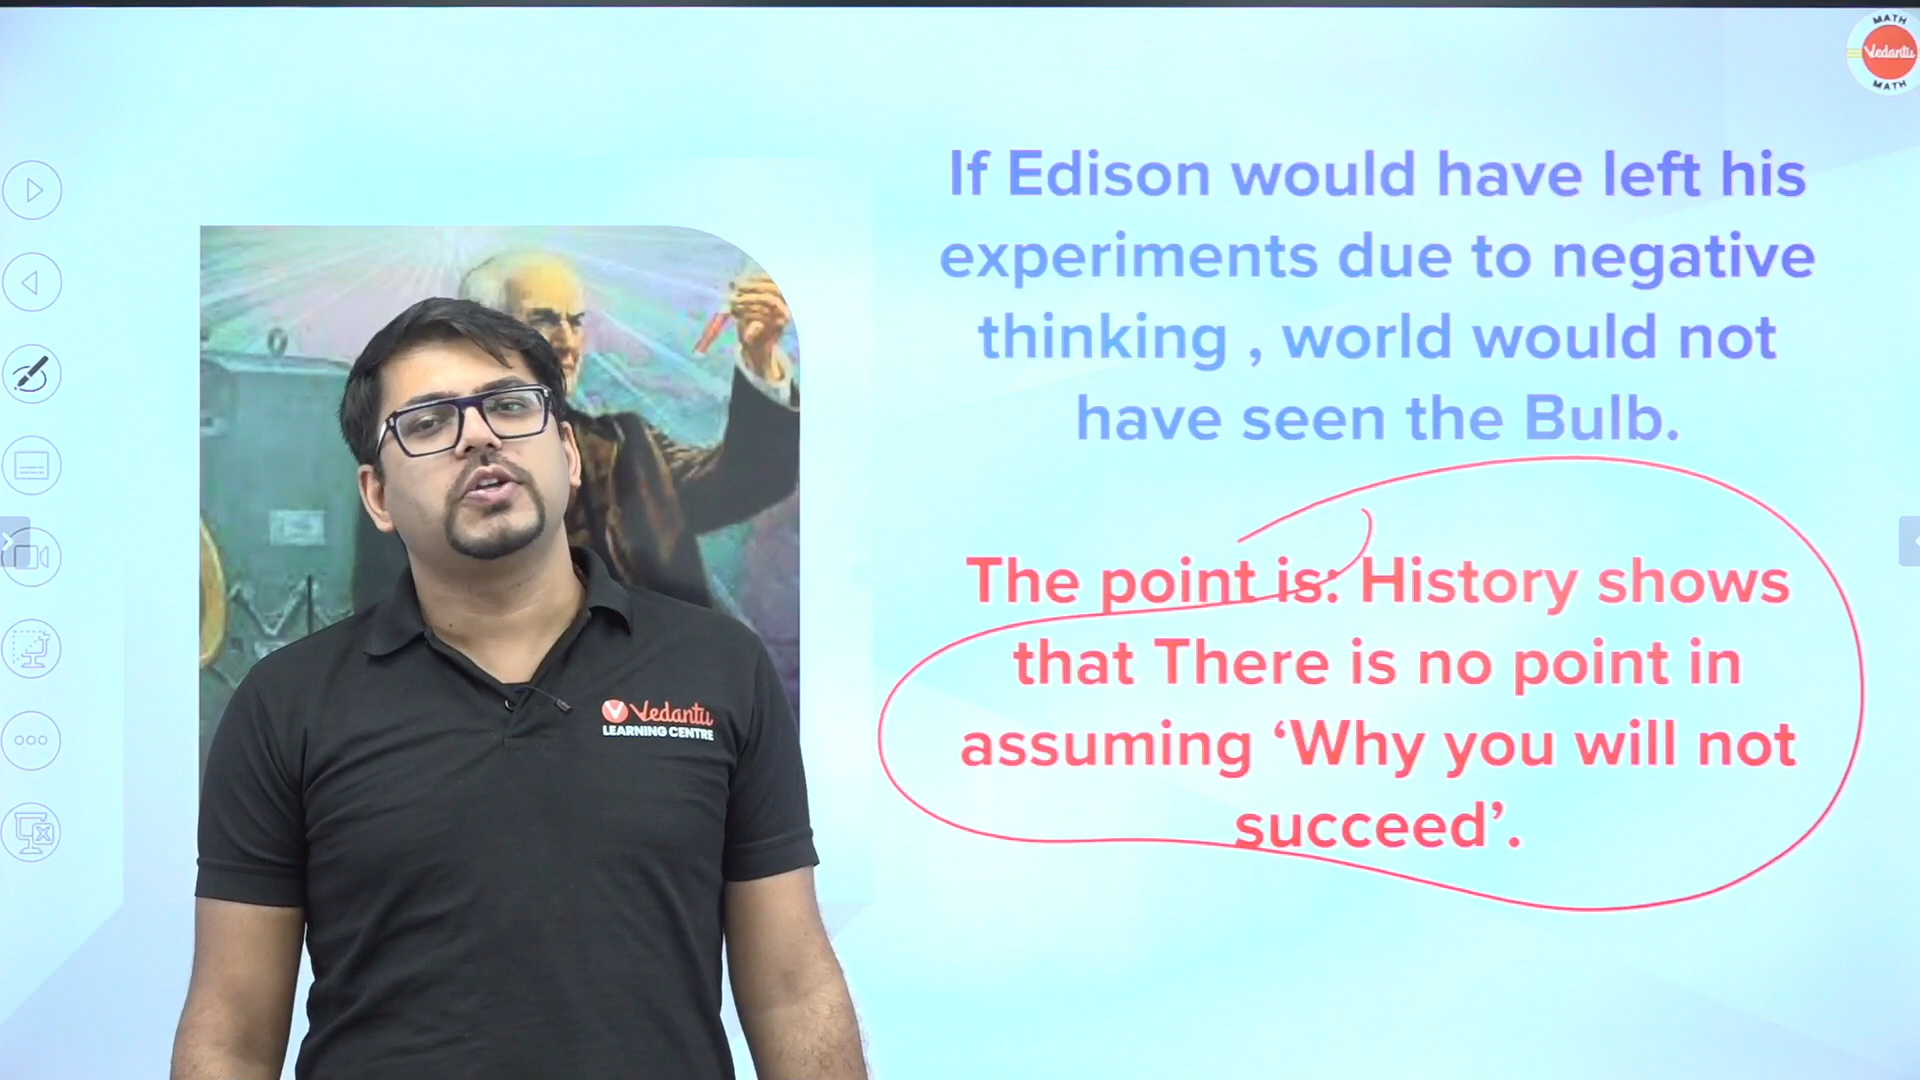 MATH
Vedantu
MATH
If Edison would have left his
experiments due to negative
thinking , world would not
have seen the Bulb.
The point is: History shows
that There is no point in
assuming ‘Why you will not
succeed’.
V Vedantu
LEARNING CENTRE